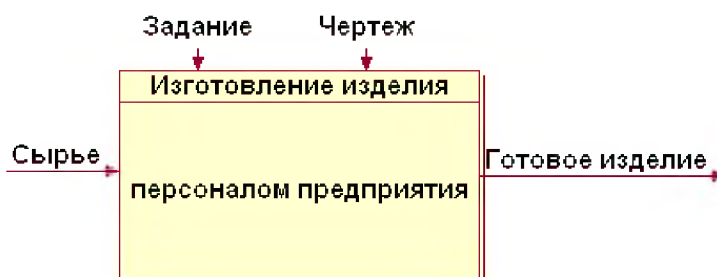 Задание Чертеж
Изготовление изделия
Сырье
Готовое изделие
персоналом предприятия